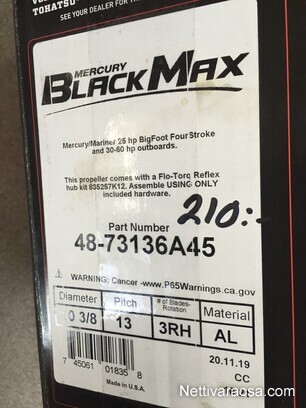 TOHATSU
SEE YOUR DEALER FOR
MERCURY
BLACKMAX
Mercury/Mariner 25 hp BigFoot FourStroke
and 30-60 hp outboards.
This propeller comes with a Flo-Torq Reflex
hub kit 835257K12. Assemble USING ONLY
included hardware.
210:-
Part Number
48-73136A45
WARNING: Cancer -www.P65Warnings.ca.gov
Diameter Pitch # of Blades- Rotation Material
0 3/8 13 3RH AL
7 45061 01835 8
Made in U.S.A.
20.11.19
CC
Nettivaraosa.com